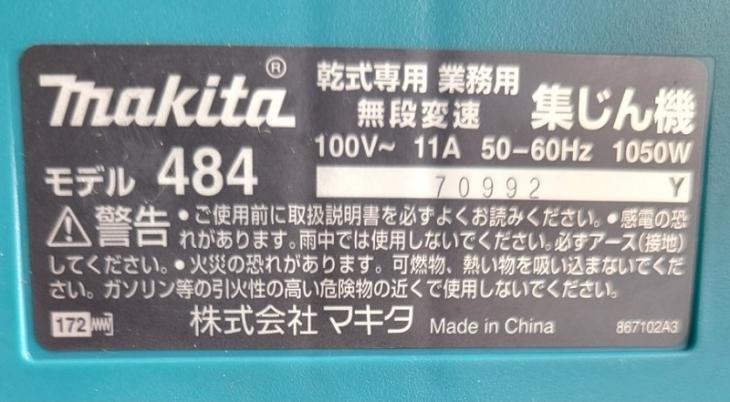 makita®
乾式専用 業務用
無段変速 集じん機
モデル 484
100V~ 11A 50-60Hz 1050W
70992 Y
⚠警告 •ご使用前に取扱説明書を必ずよくお読みください。•感電の恐
れがあります。雨中では使用しないでください。必ずアース(接地)
してください。•火災の恐れがあります。可燃物、熱い物を吸い込まないでくだ
さい。ガソリン等の引火性の高い危険物の近くで使用しないでください。
172 株式会社 マキタ Made in China 867102A3